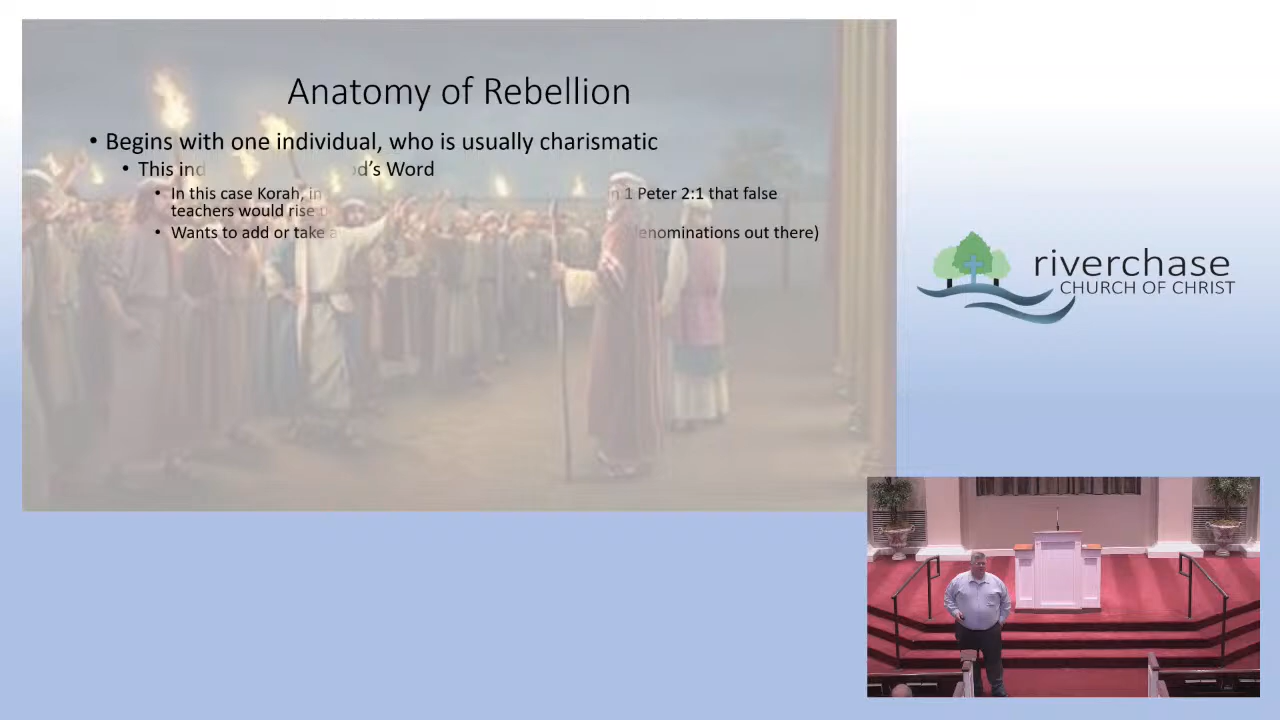 Anatomy of Rebellion
• Begins with one individual, who is usually charismatic
• This ind d's Word
• In this case Korah, in n 1 Peter 2:1 that false
teachers would rise
• Wants to add or take a enominations out there)
riverchase
CHURCH OF CHRIST